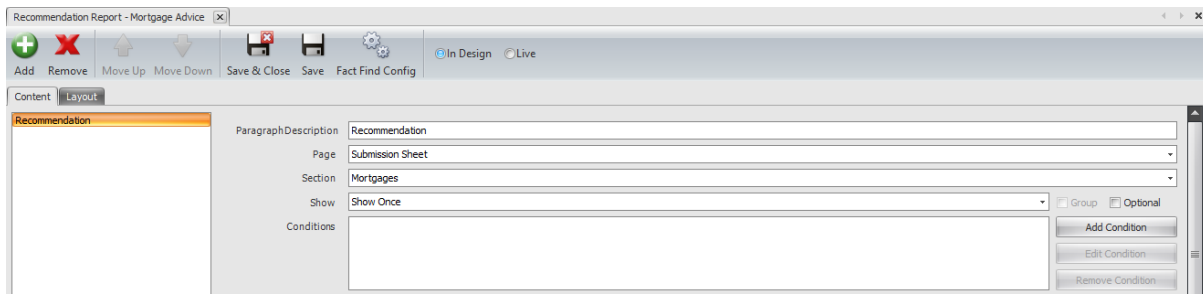 Recommendation Report - Mortgage Advice
Add Remove Move Up Move Down Save & Close Save Fact Find Config In Design Live
Content Layout
Recommendation
ParagraphDescription Recommendation
Page Submission Sheet
Section Mortgages
Show Show Once Group Optional
Conditions Add Condition
Edit Condition
Remove Condition